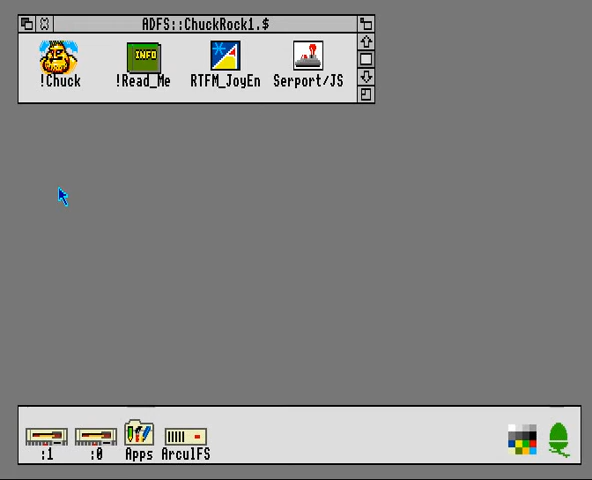 ADFS::ChuckRock1.$
INFO
!Chuck !Read_Me RTFM_JoyEn Serport/JS
:1 :0 Apps ArculFS